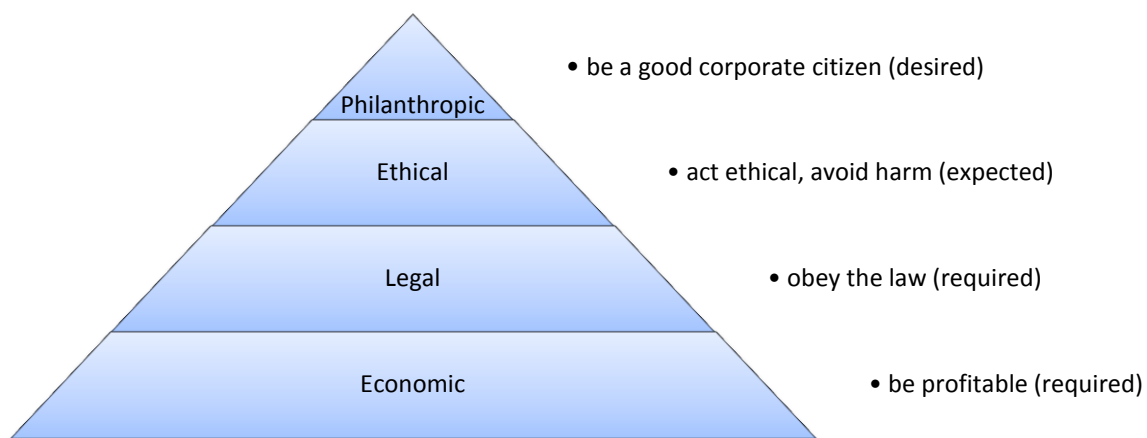 • be a good corporate citizen (desired)
Philanthropic
Ethical
• act ethical, avoid harm (expected)
Legal
• obey the law (required)
Economic
• be profitable (required)